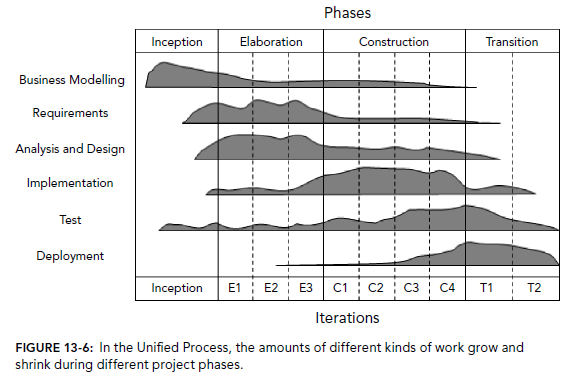 Phases
Inception Elaboration Construction Transition
Business Modelling
Requirements
Analysis and Design
Implementation
Test
Deployment
Inception E1 E2 E3 C1 C2 C3 C4 T1 T2
Iterations
FIGURE 13-6: In the Unified Process, the amounts of different kinds of work grow and
shrink during different project phases.